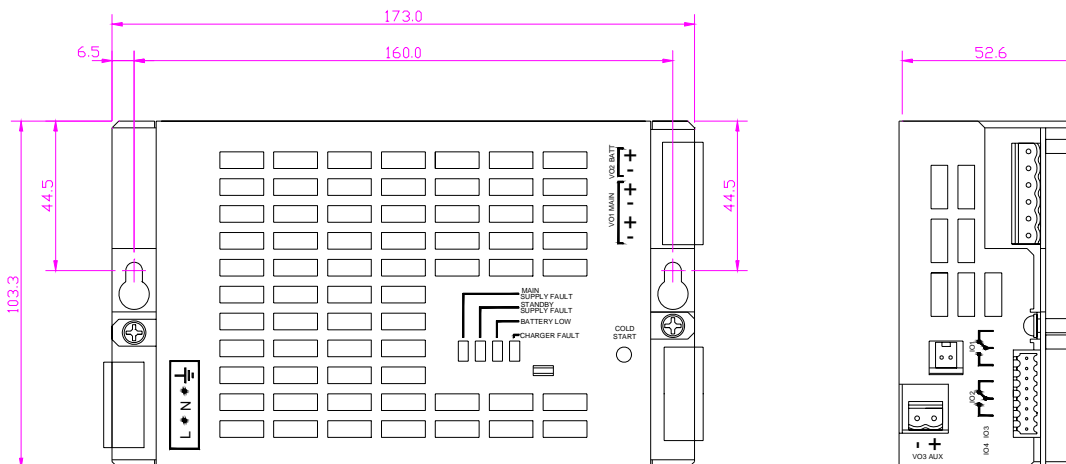 173.0
6.5
160.0
52.6
44.5
44.5
103.3
VO2 BATT
+
-
VO1 MAIN
+
-
+
-
MAIN
SUPPLY FAULT
STANDBY
SUPPLY FAULT
BATTERY LOW
CHARGER FAULT
COLD
START
L N
IO1
IO2
IO4 IO3
- +
VO3 AUX